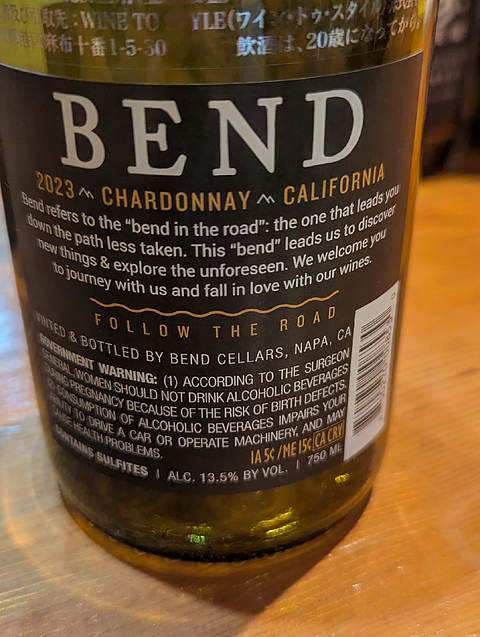 取先：WINE TO YLE(ワイン・トゥ・スタイル
麻布十番1-5-30 飲酒は、20歳になってから。
BEND
2023 CHARDONNAY CALIFORNIA
Bend refers to the “bend in the road”: the one that leads you
down the path less taken. This “bend” leads us to discover
new things & explore the unforeseen. We welcome you
to journey with us and fall in love with our wines.
FOLLOW THE ROAD
VINTED & BOTTLED BY BEND CELLARS, NAPA, CA
GOVERNMENT WARNING: (1) ACCORDING TO THE SURGEON
GENERAL, WOMEN SHOULD NOT DRINK ALCOHOLIC BEVERAGES
DURING PREGNANCY BECAUSE OF THE RISK OF BIRTH DEFECTS.
(2) CONSUMPTION OF ALCOHOLIC BEVERAGES IMPAIRS YOUR
ABILITY TO DRIVE A CAR OR OPERATE MACHINERY, AND MAY
CAUSE HEALTH PROBLEMS.
IA 5¢/ME 15¢ CA CRV
CONTAINS SULFITES | ALC. 13.5% BY VOL. | 750 ML